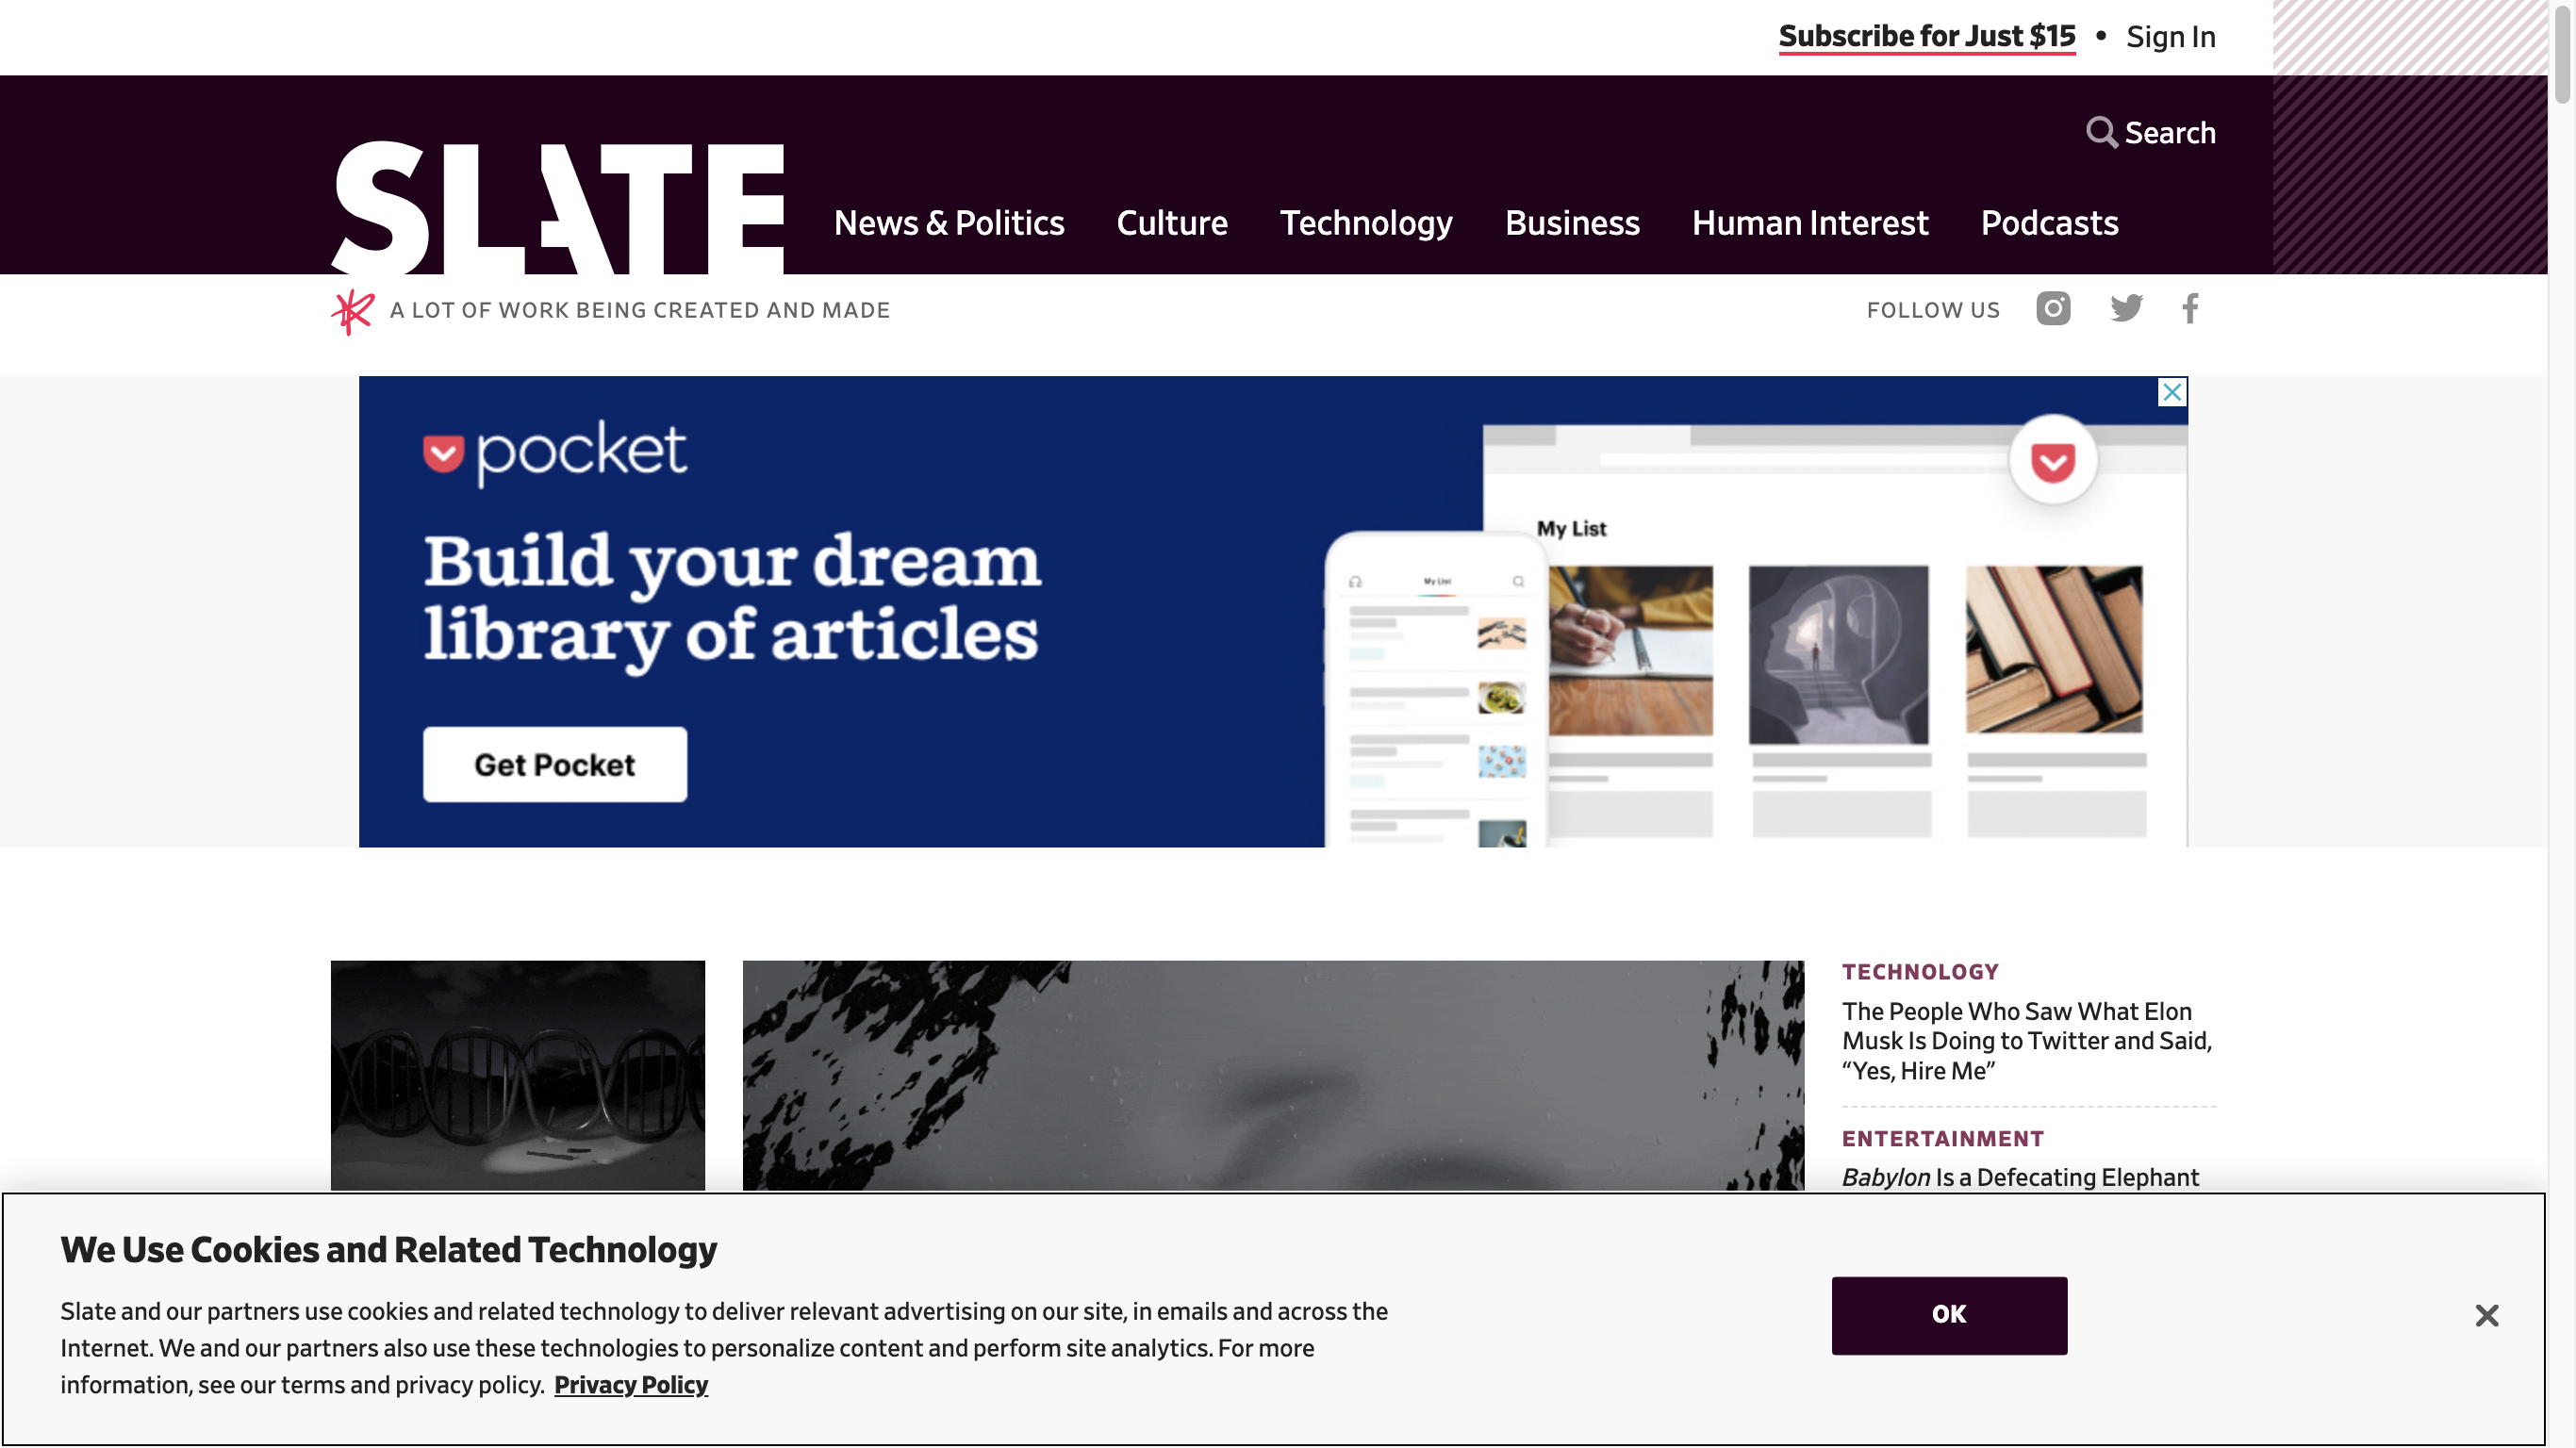 Subscribe for Just $15 • Sign In
Search
SLATE
News & Politics Culture Technology Business Human Interest Podcasts
A LOT OF WORK BEING CREATED AND MADE
FOLLOW US
pocket
Build your dream
library of articles
Get Pocket
My List
My List
TECHNOLOGY
The People Who Saw What Elon
Musk Is Doing to Twitter and Said,
“Yes, Hire Me”
ENTERTAINMENT
Babylon Is a Defecating Elephant
We Use Cookies and Related Technology
Slate and our partners use cookies and related technology to deliver relevant advertising on our site, in emails and across the
Internet. We and our partners also use these technologies to personalize content and perform site analytics. For more
information, see our terms and privacy policy. Privacy Policy
OK